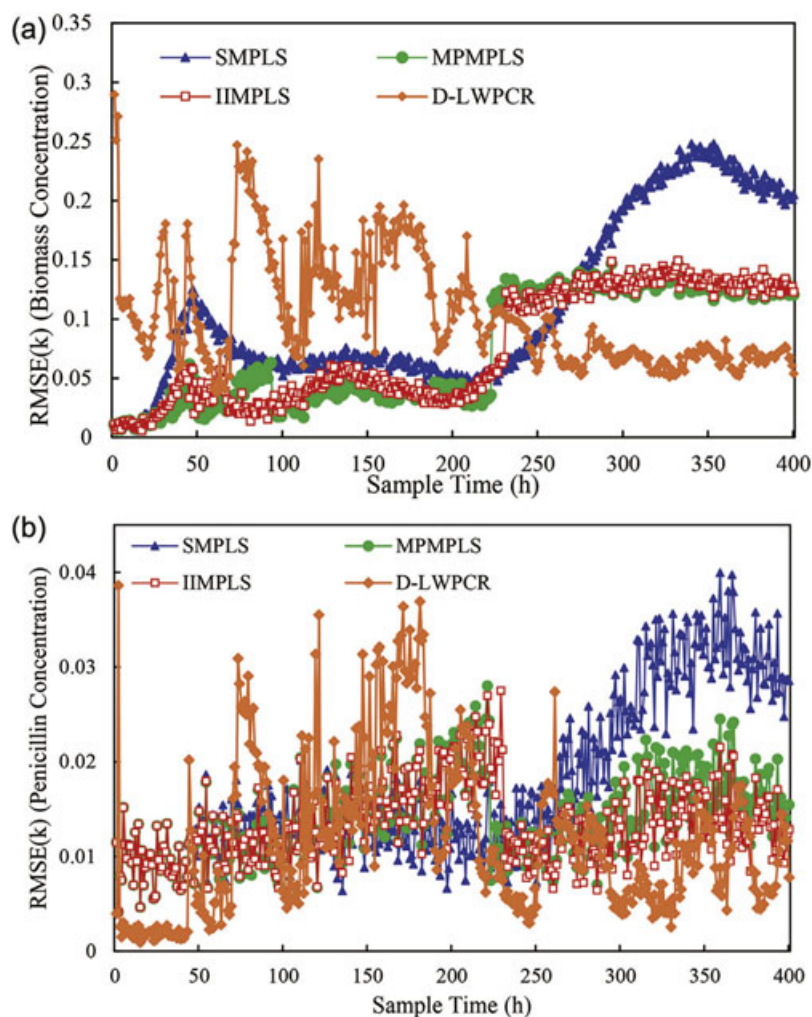 (a)
0.35
0.3
0.25
0.2
0.15
0.1
0.05
0
RMSE(k) (Biomass Concentration)
SMPLS MPMPLS
IIMPLS D-LWPCR
0 50 100 150 200 250 300 350 400
Sample Time (h)
(b)
0.04
0.03
0.02
0.01
0
RMSE(k) (Penicillin Concentration)
SMPLS MPMPLS
IIMPLS D-LWPCR
0 50 100 150 200 250 300 350 400
Sample Time (h)